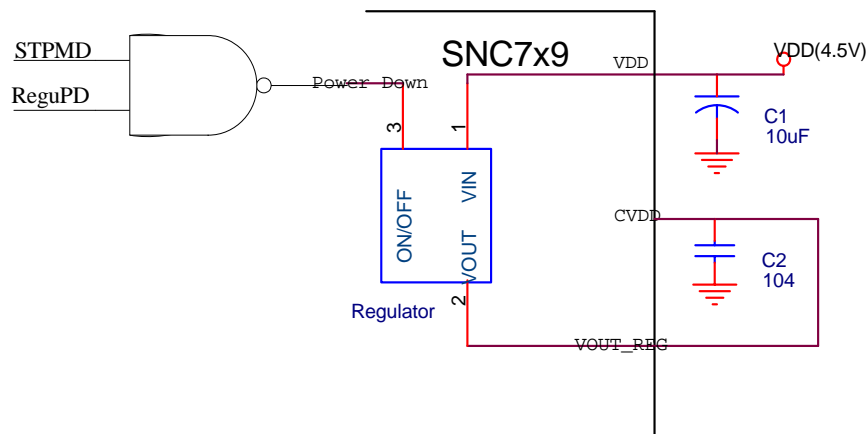 STPMD
ReguPD
Power Down
SNC7x9
VDD
VDD(4.5V)
C1
10uF
3
1
ON/OFF
VIN
VOUT
2
Regulator
CVDD
C2
104
VOUT_REG